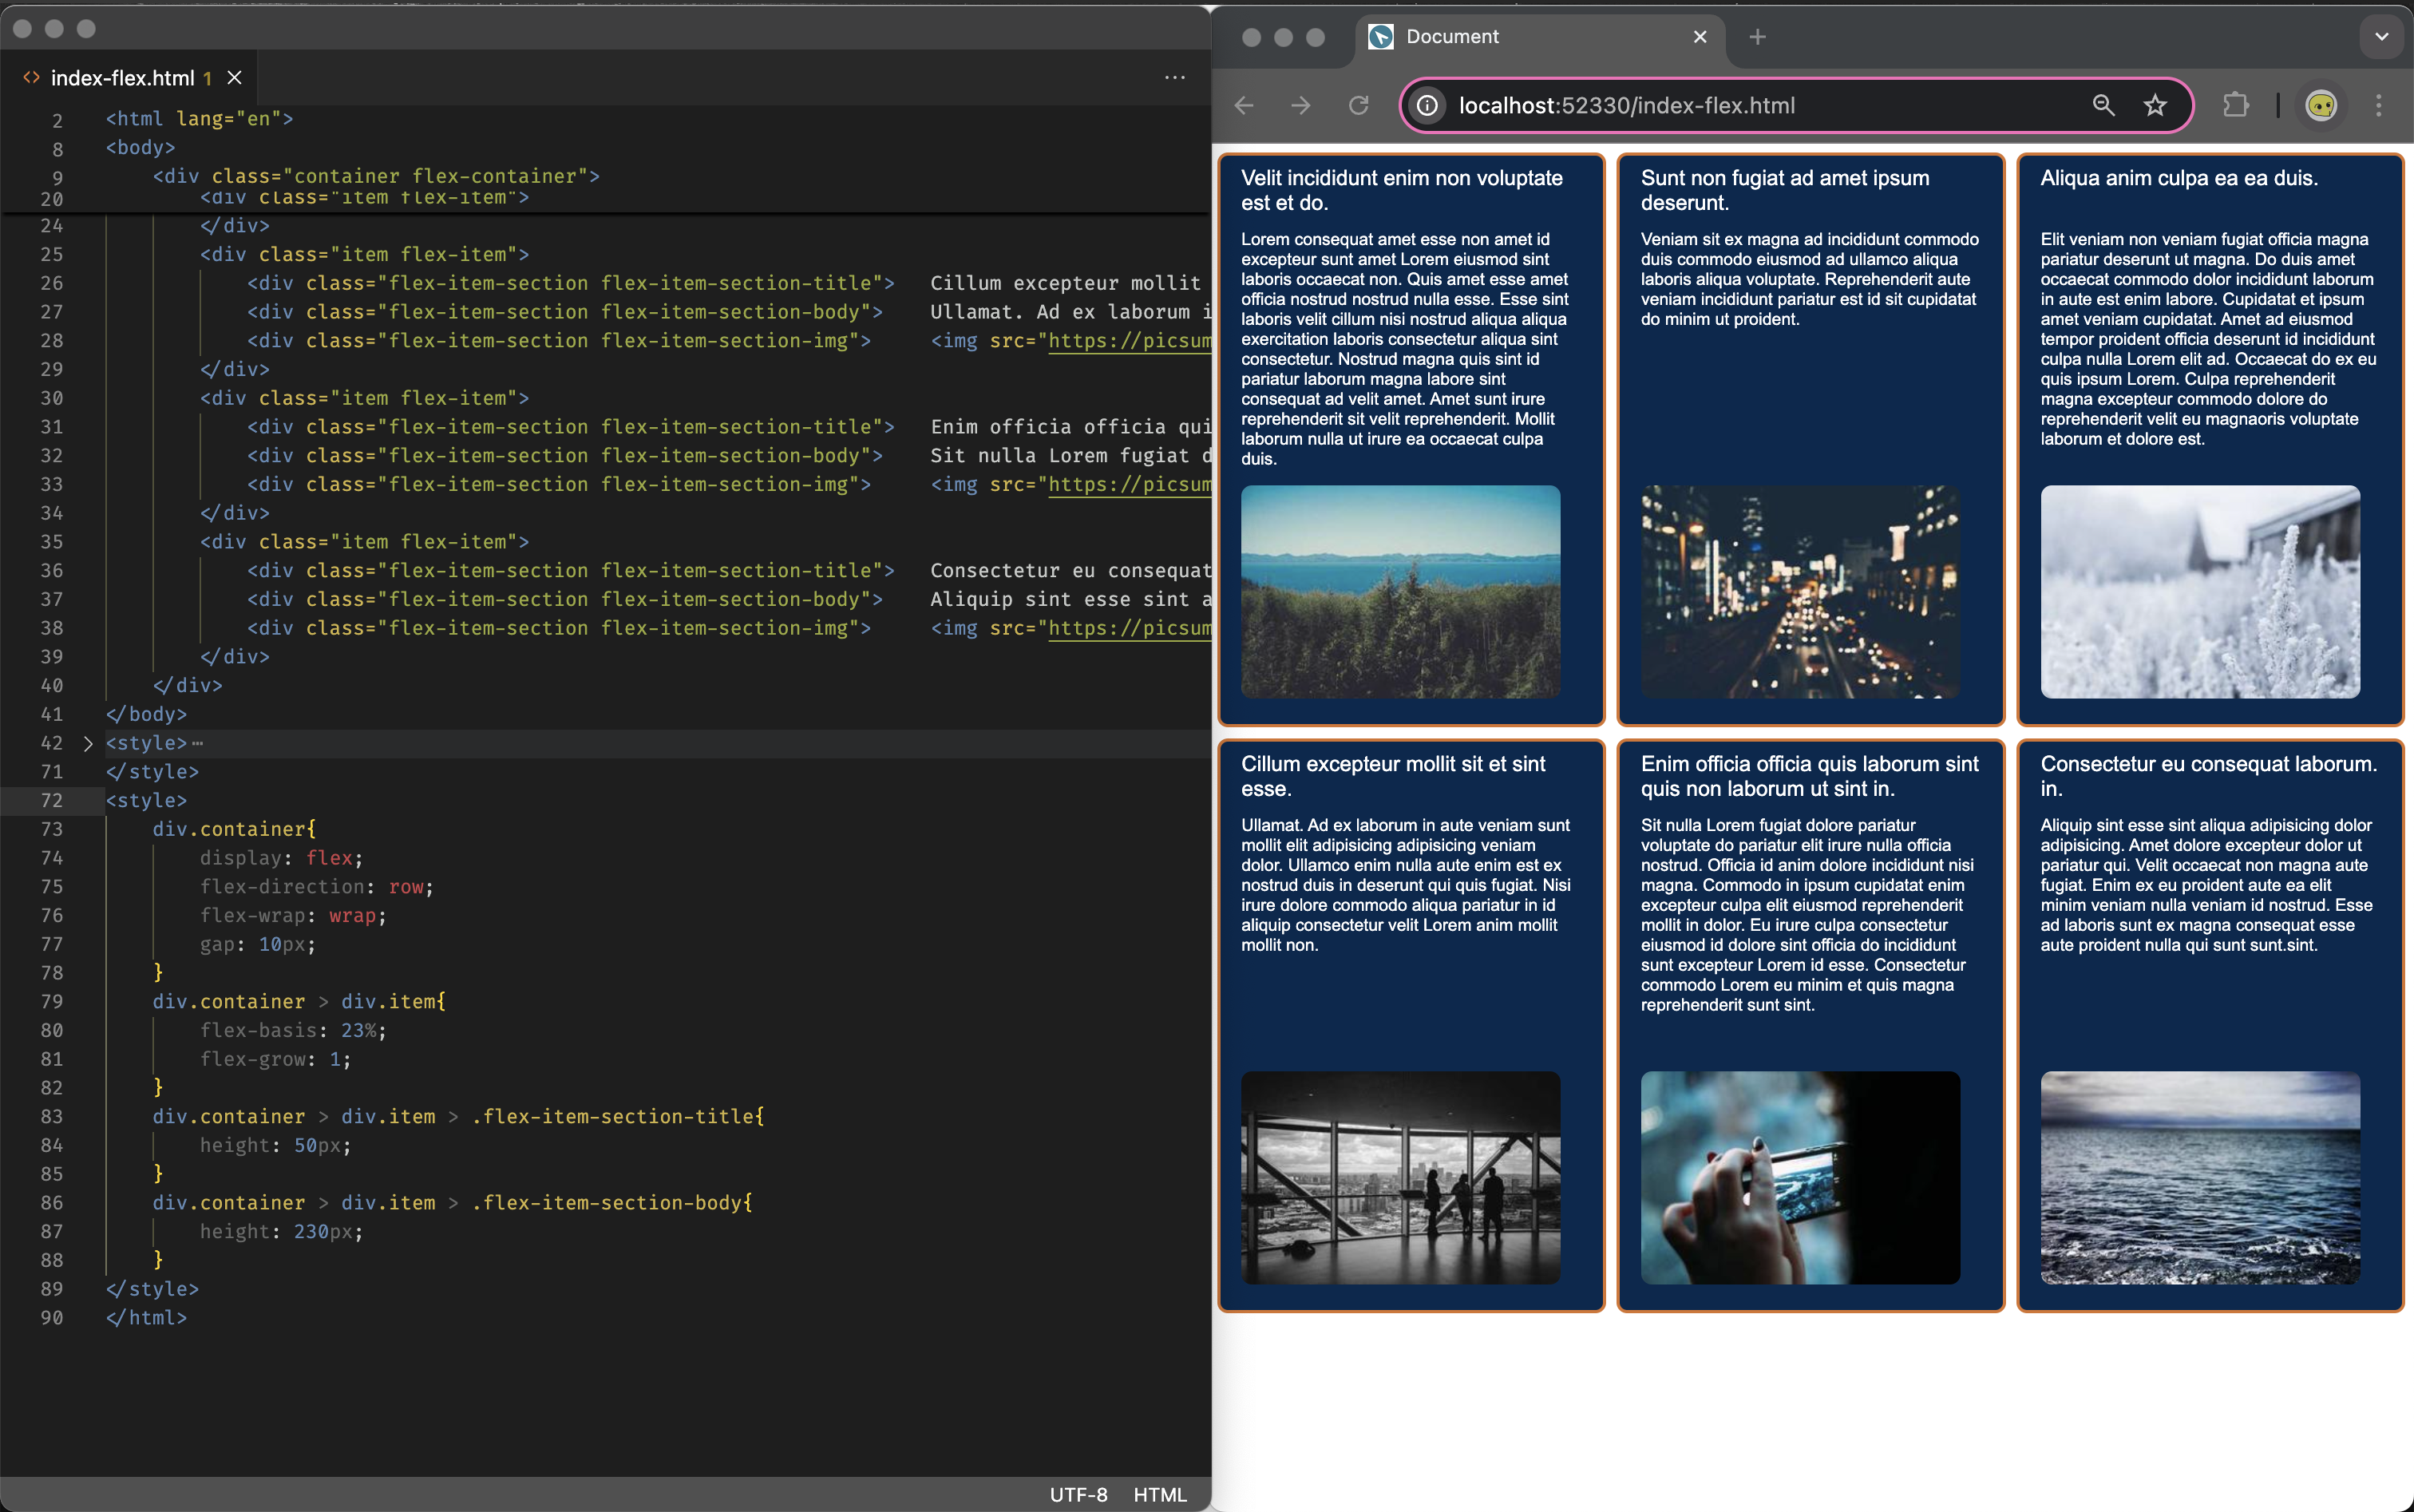 index-flex.html 1
2 <html lang="en">
8 <body>
9 <div class="container flex-container">
20 <div class="item flex-item">
24 </div>
25 <div class="item flex-item">
26 <div class="flex-item-section flex-item-section-title"> Cillum excepteur mollit
27 <div class="flex-item-section flex-item-section-body"> Ullamat. Ad ex laborum i
28 <div class="flex-item-section flex-item-section-img"> <img src="https://picsum
29 </div>
30 <div class="item flex-item">
31 <div class="flex-item-section flex-item-section-title"> Enim officia officia qui
32 <div class="flex-item-section flex-item-section-body"> Sit nulla Lorem fugiat d
33 <div class="flex-item-section flex-item-section-img"> <img src="https://picsum
34 </div>
35 <div class="item flex-item">
36 <div class="flex-item-section flex-item-section-title"> Consectetur eu consequat
37 <div class="flex-item-section flex-item-section-body"> Aliquip sint esse sint a
38 <div class="flex-item-section flex-item-section-img"> <img src="https://picsum
39 </div>
40 </div>
41 </body>
42 <style>
71 </style>
72 <style>
73 div.container{
74 display: flex;
75 flex-direction: row;
76 flex-wrap: wrap;
77 gap: 10px;
78 }
79 div.container > div.item{
80 flex-basis: 23%;
81 flex-grow: 1;
82 }
83 div.container > div.item > .flex-item-section-title{
84 height: 50px;
85 }
86 div.container > div.item > .flex-item-section-body{
87 height: 230px;
88 }
89 </style>
90 </html>
UTF-8 HTML
Document
localhost:52330/index-flex.html
Velit incididunt enim non voluptate
est et do.
Lorem consequat amet esse non amet id
excepteur sunt amet Lorem eiusmod sint
laboris occaecat non. Quis amet esse amet
officia nostrud nostrud nulla esse. Esse sint
laboris velit cillum nisi nostrud aliqua aliqua
exercitation laboris consectetur aliqua sint
consectetur. Nostrud magna quis sint id
pariatur laborum magna labore sint
consequat ad velit amet. Amet sunt irure
reprehenderit sit velit reprehenderit. Mollit
laborum nulla ut irure ea occaecat culpa
duis.
Sunt non fugiat ad amet ipsum
deserunt.
Veniam sit ex magna ad incididunt commodo
duis commodo eiusmod ad ullamco aliqua
laboris aliqua voluptate. Reprehenderit aute
veniam incididunt pariatur est id sit cupidatat
do minim ut proident.
Aliqua anim culpa ea ea duis.
Elit veniam non veniam fugiat officia magna
pariatur deserunt ut magna. Do duis amet
occaecat commodo dolor incididunt laborum
in aute est enim labore. Cupidatat et ipsum
amet veniam cupidatat. Amet ad eiusmod
tempor proident officia deserunt id incididunt
culpa nulla Lorem elit ad. Occaecat do ex eu
quis ipsum Lorem. Culpa reprehenderit
magna excepteur commodo dolore do
reprehenderit velit eu magnaoris voluptate
laborum et dolore est.
Cillum excepteur mollit sit et sint
esse.
Ullamat. Ad ex laborum in aute veniam sunt
mollit elit adipisicing adipisicing veniam
dolor. Ullamco enim nulla aute enim est ex
nostrud duis in deserunt qui quis fugiat. Nisi
irure dolore commodo aliqua pariatur in id
aliquip consectetur velit Lorem anim mollit
mollit non.
Enim officia officia quis laborum sint
quis non laborum ut sint in.
Sit nulla Lorem fugiat dolore pariatur
voluptate do pariatur elit irure nulla officia
nostrud. Officia id anim dolore incididunt nisi
magna. Commodo in ipsum cupidatat enim
excepteur culpa elit eiusmod reprehenderit
mollit in dolor. Eu irure culpa consectetur
eiusmod id dolore sint officia do incididunt
sunt excepteur Lorem id esse. Consectetur
commodo Lorem eu minim et quis magna
reprehenderit sunt sint.
Consectetur eu consequat laborum.
in.
Aliquip sint esse sint aliqua adipisicing dolor
adipisicing. Amet dolore excepteur dolor ut
pariatur qui. Velit occaecat non magna aute
fugiat. Enim ex eu proident aute ea elit
minim veniam nulla veniam id nostrud. Esse
ad laboris sunt ex magna consequat esse
aute proident nulla qui sunt sunt.sint.